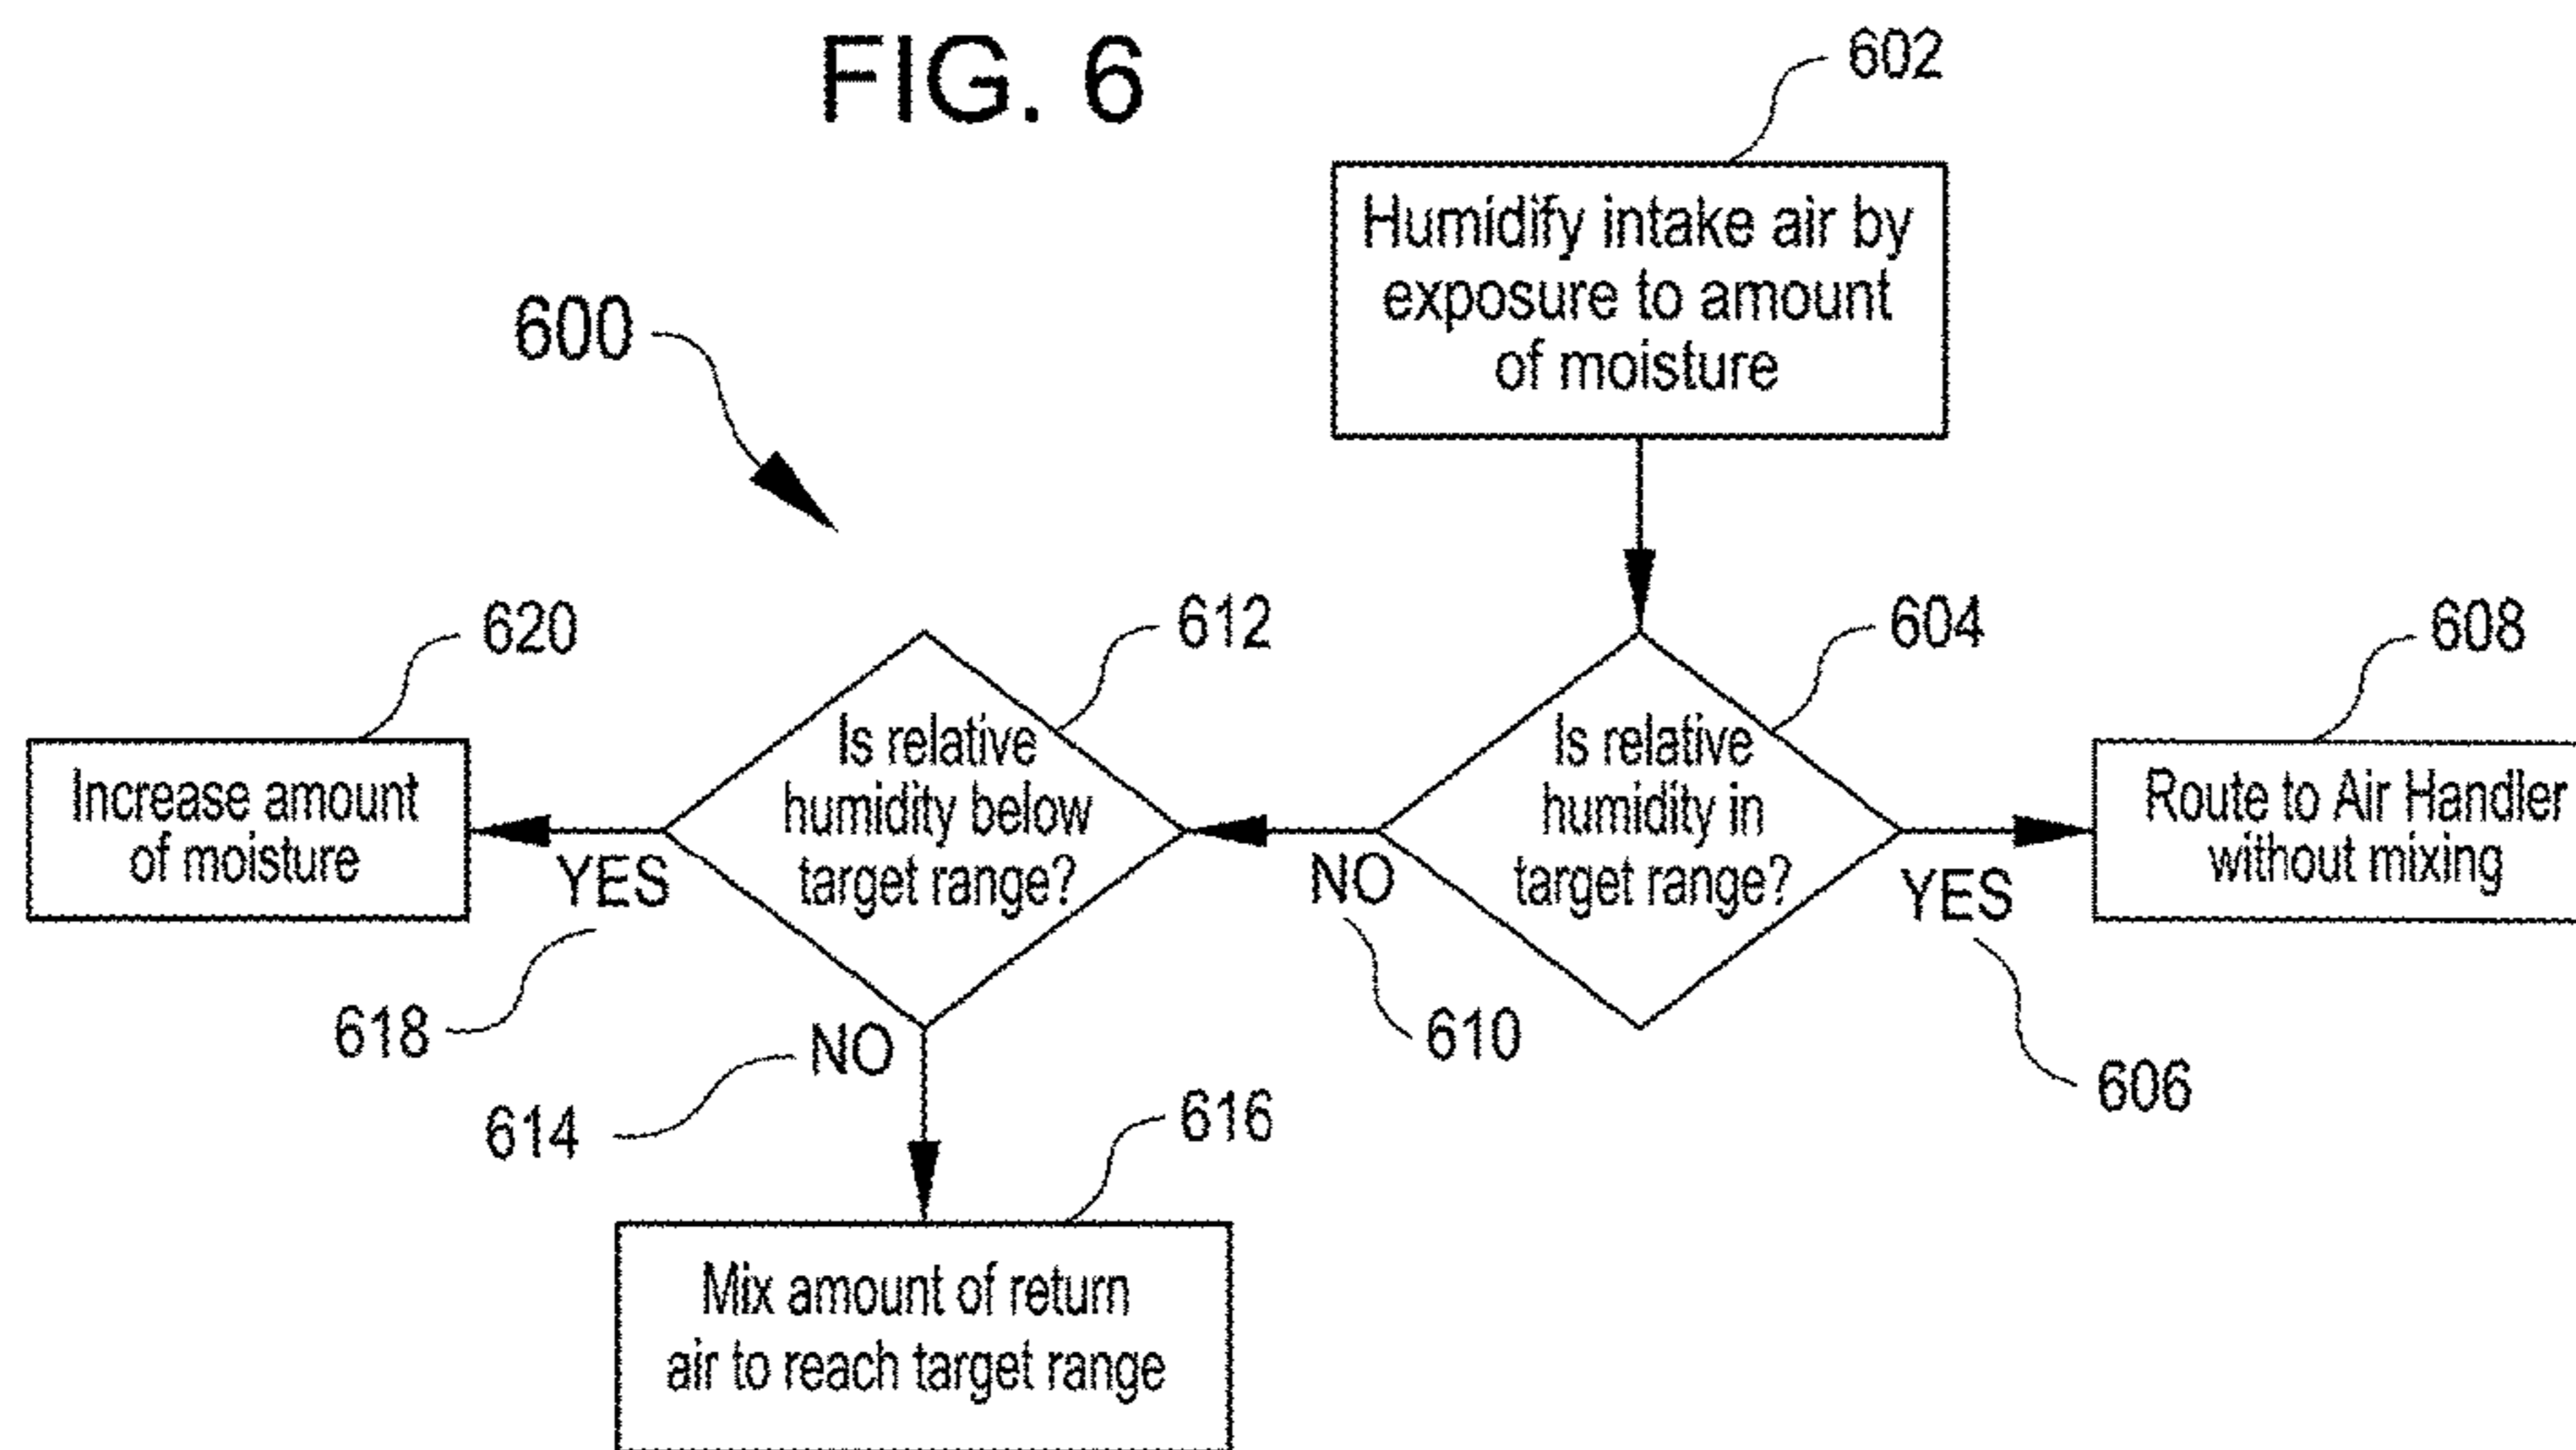 FIG. 6
602
Humidify intake air by
exposure to amount
of moisture
600
620
612
604
608
Increase amount
of moisture
YES
Is relative
humidity below
target range?
NO
Is relative
humidity in
target range?
YES
Route to Air Handler
without mixing
618
NO
610
606
614
616
Mix amount of return
air to reach target range